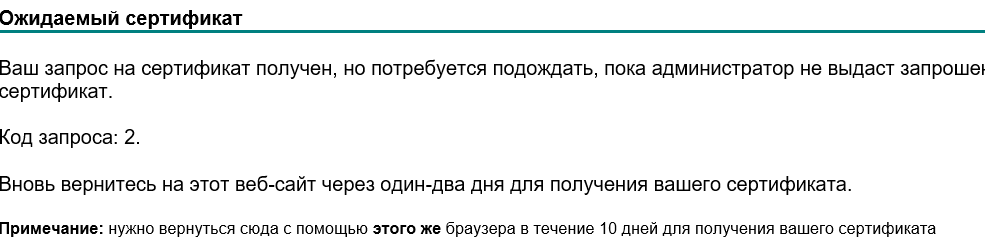 Ожидаемый сертификат
Ваш запрос на сертификат получен, но потребуется подождать, пока администратор не выдаст
сертификат.
Код запроса: 2.
Вновь вернитесь на этот веб-сайт через один-два дня для получения вашего сертификата.
Примечание: нужно вернуться сюда с помощью этого же браузера в течение 10 дней для получения вашего сертификата